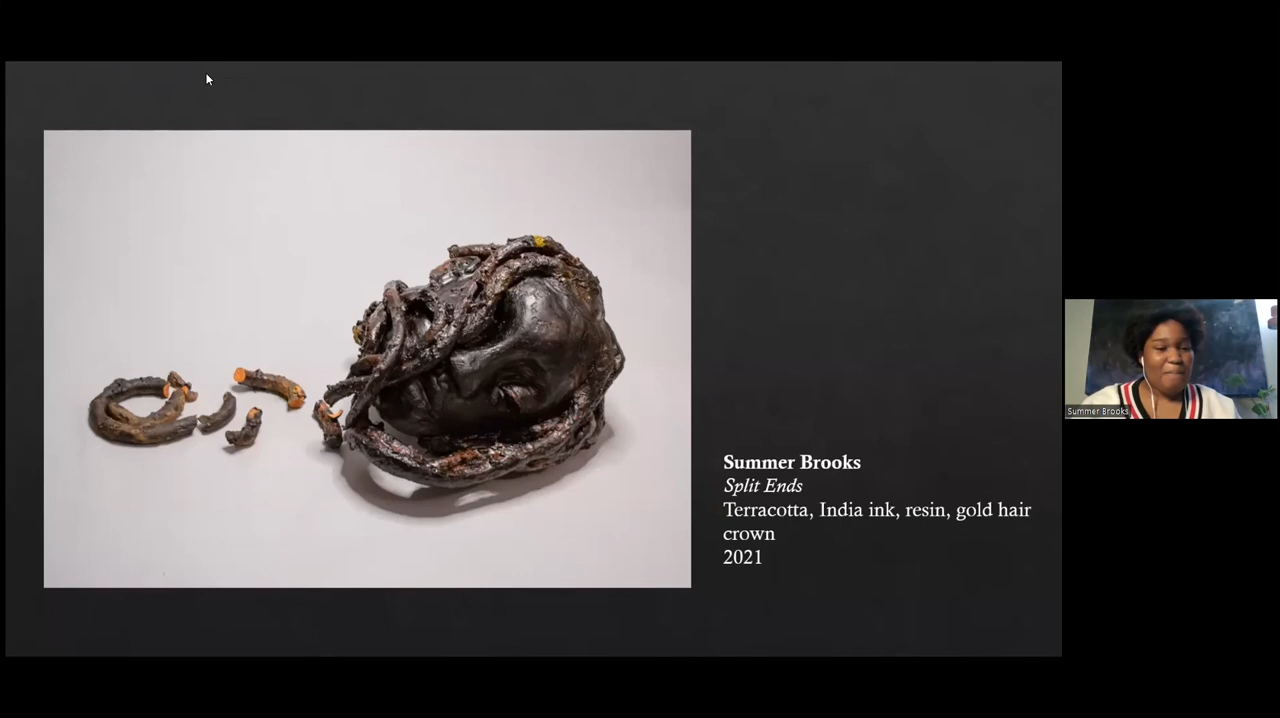 Summer Brooks
Split Ends
Terracotta, India ink, resin, gold hair
crown
2021
Summer Brooks